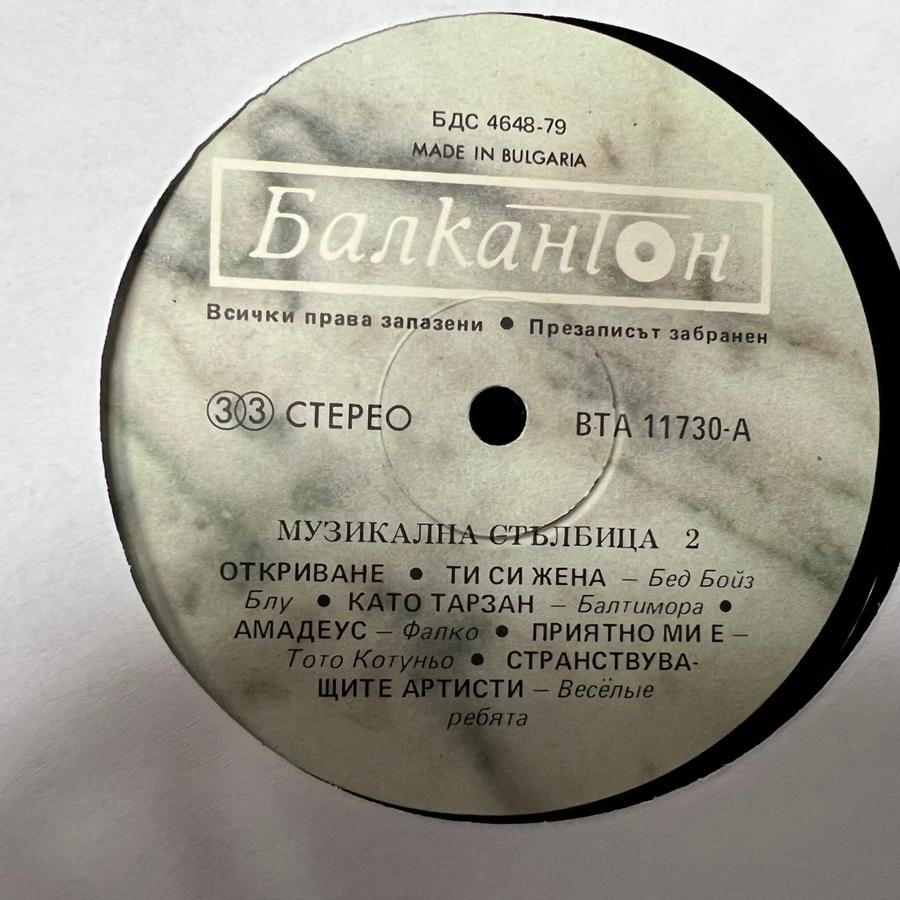 БДС 4648-79
MADE IN BULGARIA
Балкантон
Всички права запазени ● Презаписът забранен
33 СТЕРЕО ВТА 11730-А
МУЗИКАЛНА СТЪЛБИЦА 2
ОТКРИВАНЕ ● ТИ СИ ЖЕНА – Бед Бойз
Блу ● КАТО ТАРЗАН – Балтимора ●
АМАДЕУС – Фалко ● ПРИЯТНО МИ Е –
Тото Котуньо ● СТРАНСТВУВА-
ЩИТЕ АРТИСТИ – Весёлые
ребята